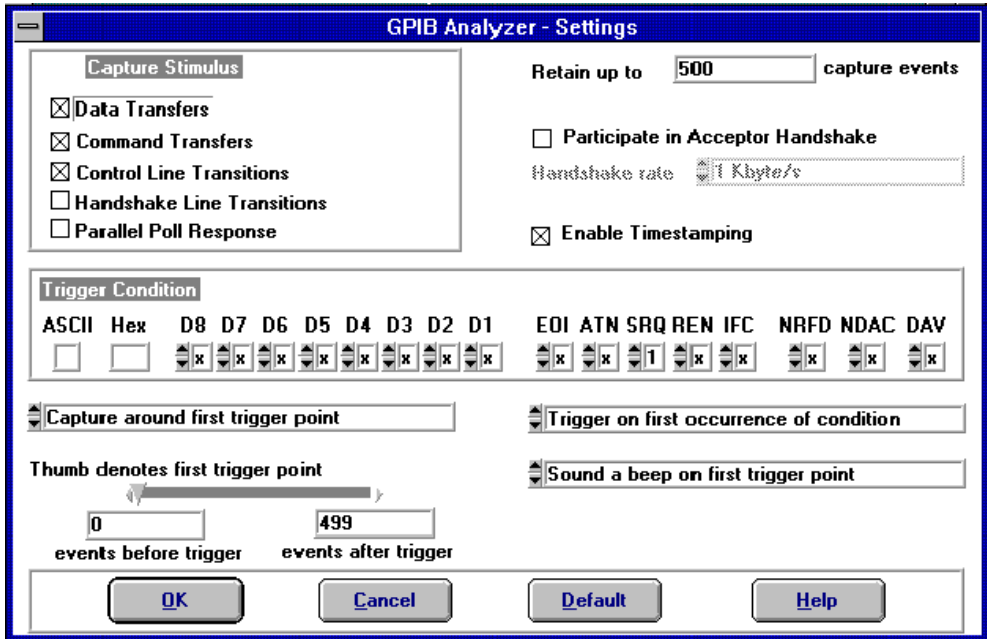 GPIB Analyzer - Settings
Capture Stimulus
Data Transfers
Command Transfers
Control Line Transitions
Handshake Line Transitions
Parallel Poll Response
Retain up to 500 capture events
Participate in Acceptor Handshake
Handshake rate 1 Kbyte/s
Enable Timestamping
Trigger Condition
ASCII Hex D8 D7 D6 D5 D4 D3 D2 D1 EOI ATN SRQ REN IFC NRFD NDAC DAV
x x x x x x x x x x 1 x x x x x
Capture around first trigger point
Trigger on first occurrence of condition
Thumb denotes first trigger point
Sound a beep on first trigger point
0 499
events before trigger events after trigger
OK Cancel Default Help